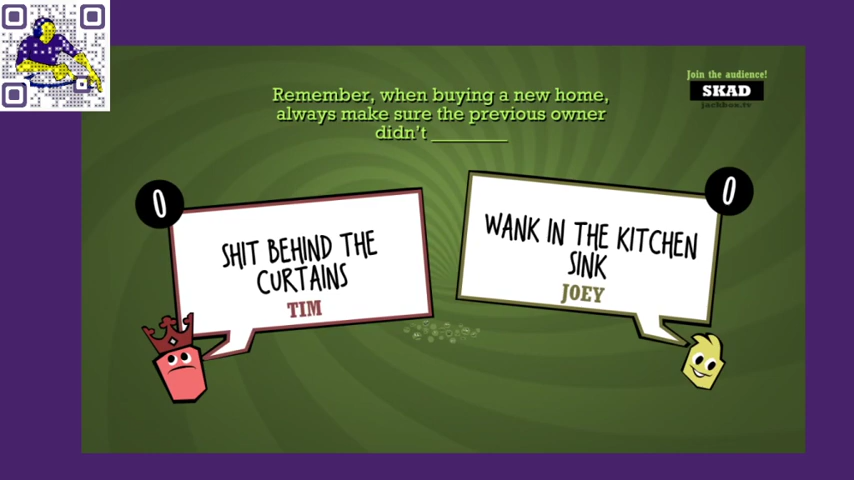 Join the audience!
SKAD
jackbox.tv
Remember, when buying a new home,
always make sure the previous owner
didn't ________
0
SHIT BEHIND THE
CURTAINS
TIM
0
WANK IN THE KITCHEN
SINK
JOEY